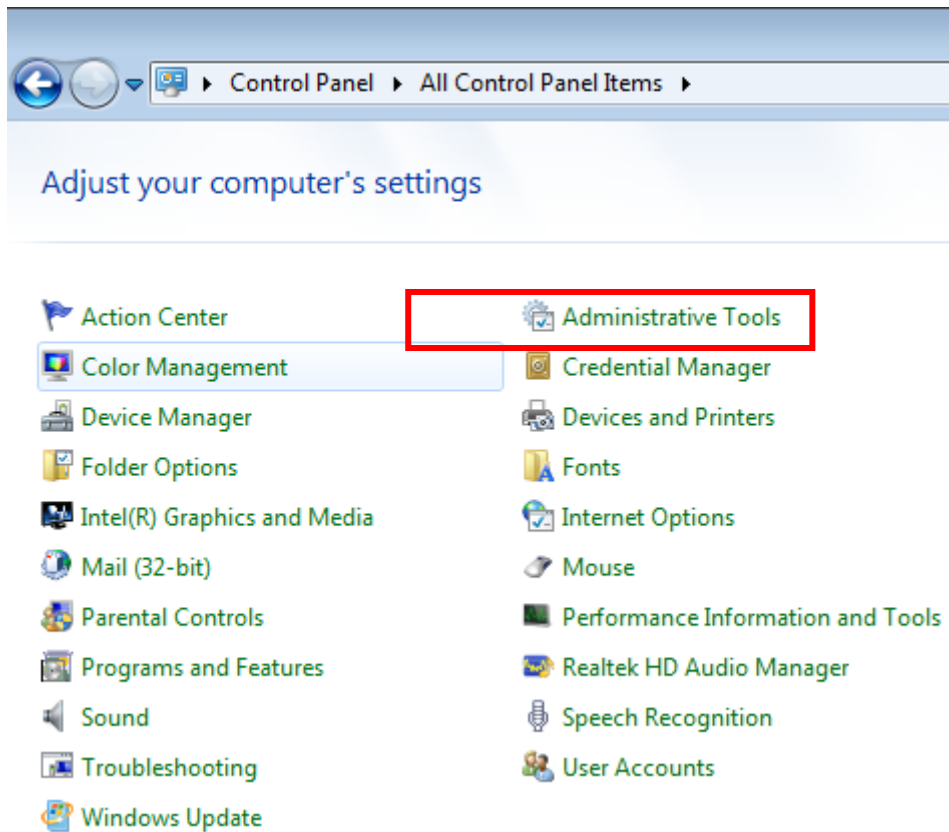 Control Panel All Control Panel Items
Adjust your computer's settings
Action Center Administrative Tools
Color Management Credential Manager
Device Manager Devices and Printers
Folder Options Fonts
Intel(R) Graphics and Media Internet Options
Mail (32-bit) Mouse
Parental Controls Performance Information and Tools
Programs and Features Realtek HD Audio Manager
Sound Speech Recognition
Troubleshooting User Accounts
Windows Update